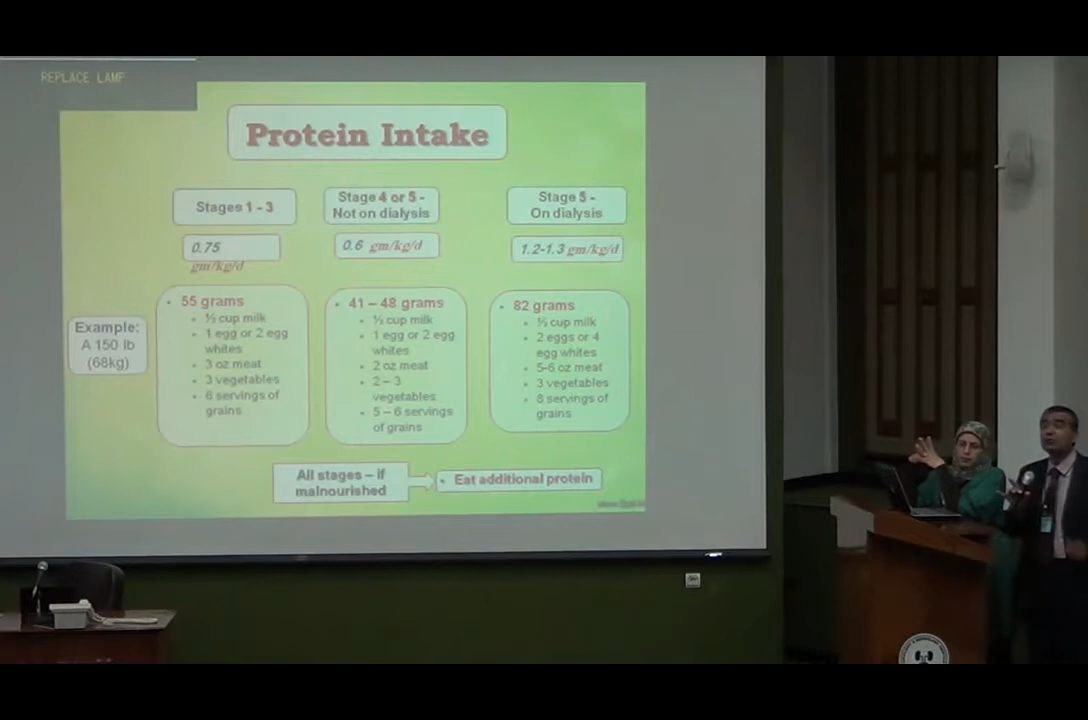 REPLACE LAMP
Protein Intake
Stages 1 - 3
0.75
gm/kg/d
Stage 4 or 5 -
Not on dialysis
0.6 gm/kg/d
Stage 5 -
On dialysis
1.2-1.3 gm/kg/d
Example:
A 150 lb
(68kg)
• 55 grams
• ½ cup milk
• 1 egg or 2 egg
whites
• 3 oz meat
• 3 vegetables
• 6 servings of
grains
• 41 – 48 grams
• ½ cup milk
• 1 egg or 2 egg
whites
• 2 oz meat
• 2 – 3
vegetables
• 5 – 6 servings
of grains
• 82 grams
• ½ cup milk
• 2 eggs or 4
egg whites
• 5-6 oz meat
• 3 vegetables
• 8 servings of
grains
All stages – if
malnourished
• Eat additional protein